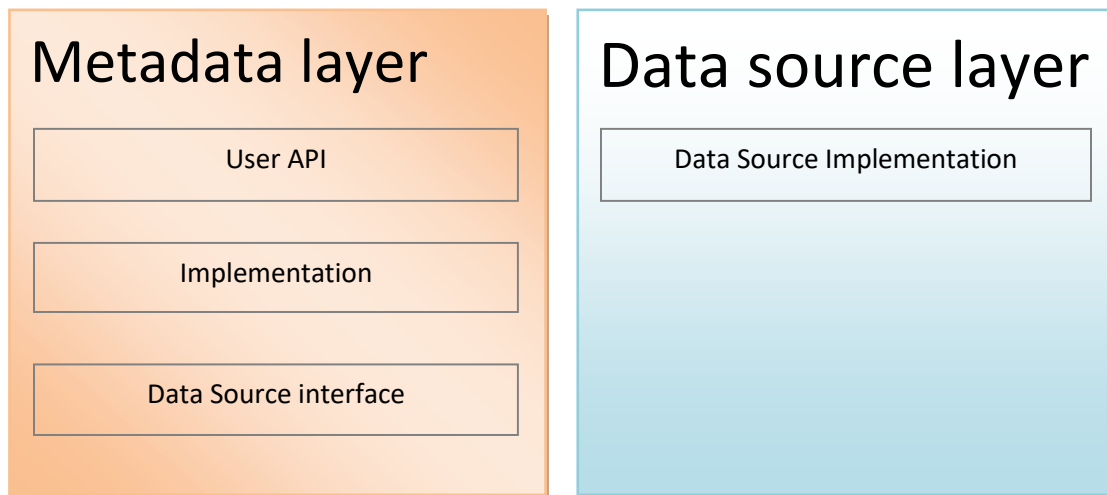 Metadata layer
User API
Implementation
Data Source interface
Data source layer
Data Source Implementation